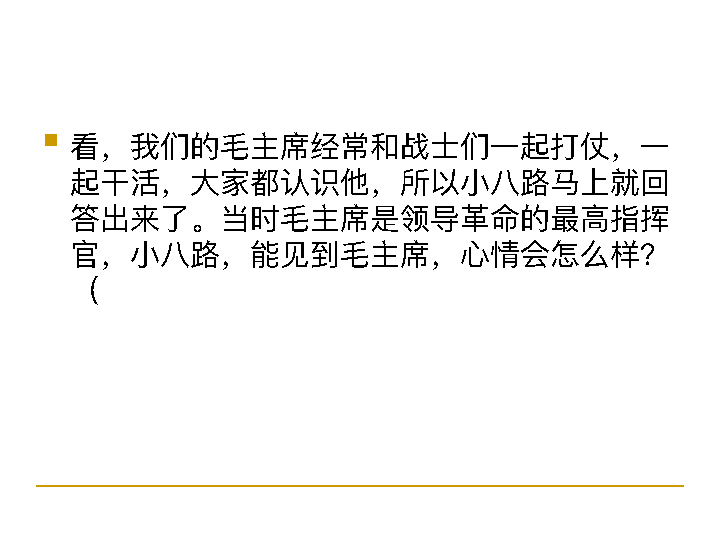 看，我们的毛主席经常和战士们一起打仗，一
起干活，大家都认识他，所以小八路马上就回
答出来了。当时毛主席是领导革命的最高指挥
官，小八路，能见到毛主席，心情会怎么样？
（